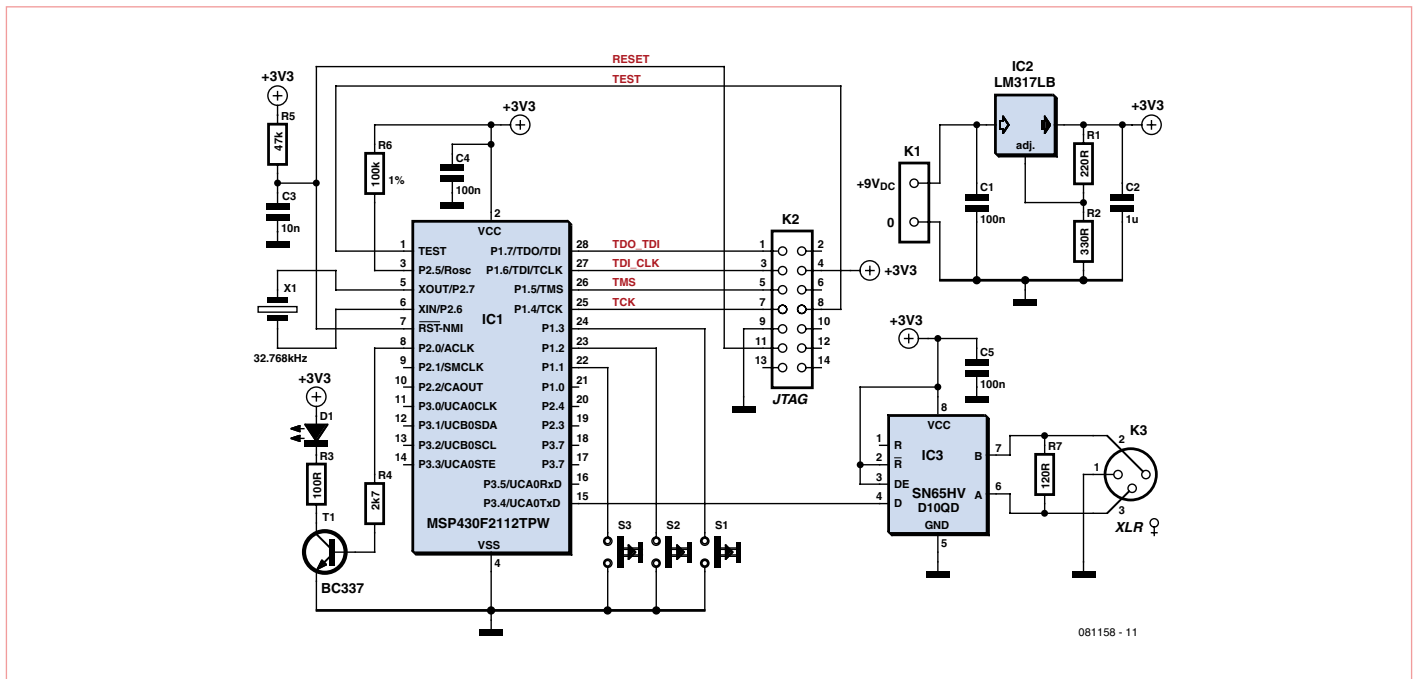 RESET
TEST
+3V3
R5
47k
C3
10n
X1
32.768kHz
R6
100k
1%
+3V3
C4
100n
2
VCC
1
TEST
3
P2.5/Rosc
5
XOUT/P2.7
6
XIN/P2.6
7
RST-NMI
8
P2.0/ACLK
9
P2.1/SMCLK
10
P2.2/CAOUT
11
P3.0/UCA0CLK
12
P3.1/UCB0SDA
13
P3.2/UCB0SCL
14
P3.3/UCA0STE
IC1
P1.7/TDO/TDI
28
P1.6/TDI/TCLK
27
P1.5/TMS
26
P1.4/TCK
25
P1.3
24
P1.2
23
P1.1
22
P1.0
21
P2.4
20
P2.3
19
P3.7
18
P3.7
17
P3.5/UCA0RxD
16
P3.4/UCA0TxD
15
MSP430F2112TPW
VSS
4
TDO_TDI
TDI_CLK
TMS
TCK
K2
1
2
3
4
5
6
7
8
9
10
11
12
13
14
JTAG
+3V3
+3V3
D1
R3
100R
R4
2k7
T1
BC337
S3
S2
S1
IC2
LM317LB
adj.
K1
+9VDC
0
C1
100n
R1
220R
R2
330R
C2
1u
+3V3
+3V3
C5
100n
8
VCC
1
R
2
R
3
DE
4
D
IC3
SN65HV
D10QD
GND
5
B
7
A
6
R7
120R
K3
2
1
3
XLR ♀
081158 - 11